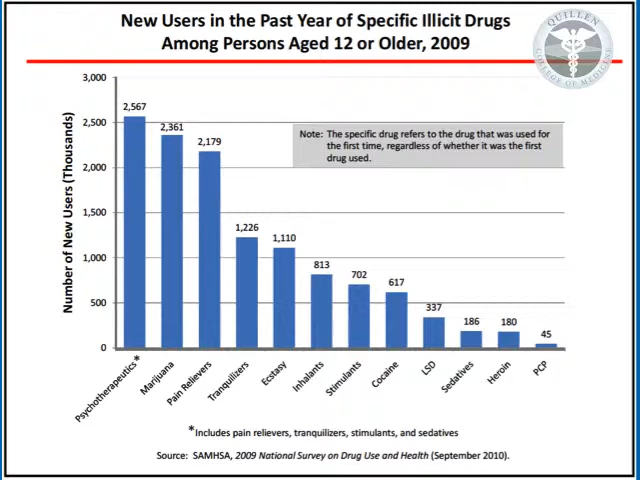 New Users in the Past Year of Specific Illicit Drugs
Among Persons Aged 12 or Older, 2009
QUILLEN
COLLEGE OF MEDICINE
Number of New Users (Thousands)
3,000
2,500
2,000
1,500
1,000
500
0
2,567
2,361
2,179
1,226
1,110
813
702
617
337
186
180
45
Note: The specific drug refers to the drug that was used for
the first time, regardless of whether it was the first
drug used.
Psychotherapeutics*
Marijuana
Pain Relievers
Tranquilizers
Ecstasy
Inhalants
Stimulants
Cocaine
LSD
Sedatives
Heroin
PCP
*Includes pain relievers, tranquilizers, stimulants, and sedatives
Source: SAMHSA, 2009 National Survey on Drug Use and Health (September 2010).